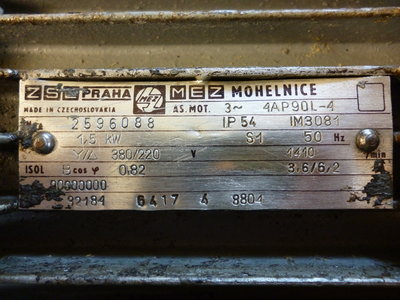 ZSE PRAHA MEZ MEZ MOHELNICE
MADE IN CZECHOSLOVAKIA AS. MOT. 3~ 4AP90L-4
2596088 IP 54 IM3081
1,5 kW S1 50 Hz
Y/Δ 380/220 V 1410 /min
ISOL B cos φ 0,82 3,6/6,2
00000000
92184 6417 4 8804